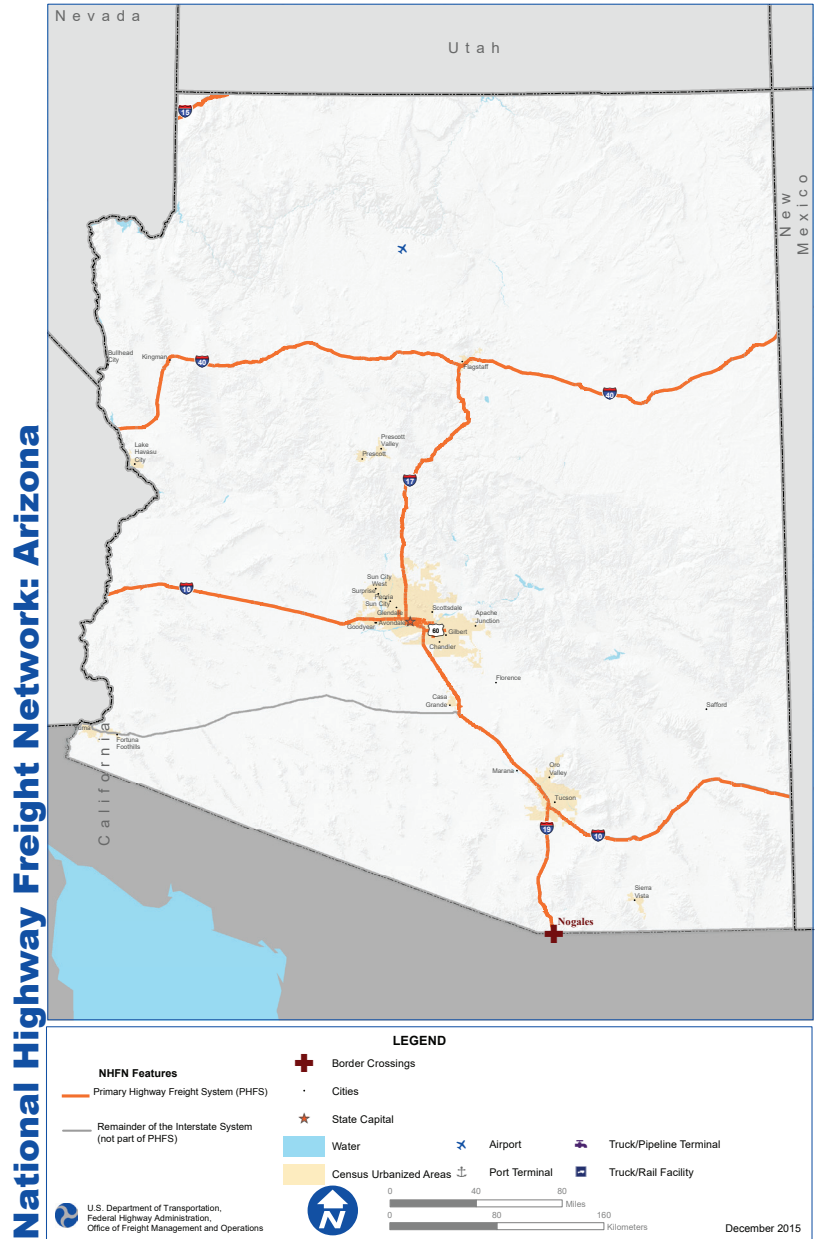 National Highway Freight Network: Arizona
Nevada
Utah
New
Mexico
California
15
40
40
17
10
60
19
10
Bullhead
City
Kingman
Flagstaff
Lake
Havasu
City
Prescott
Valley
Prescott
Sun City
West
Surprise
Peoria
Sun City
Glendale
Scottsdale
Apache
Junction
Goodyear
Avondale
Gilbert
Chandler
Florence
Casa
Grande
Safford
Fortuna
Foothills
Marana
Oro
Valley
Tucson
Sierra
Vista
Nogales
LEGEND
NHFN Features
Primary Highway Freight System (PHFS)
Remainder of the Interstate System
(not part of PHFS)
Border Crossings
Cities
State Capital
Water
Census Urbanized Areas
Airport
Port Terminal
Truck/Pipeline Terminal
Truck/Rail Facility
U.S. Department of Transportation,
Federal Highway Administration,
Office of Freight Management and Operations
N
0 40 80
Miles
0 80 160
Kilometers
December 2015